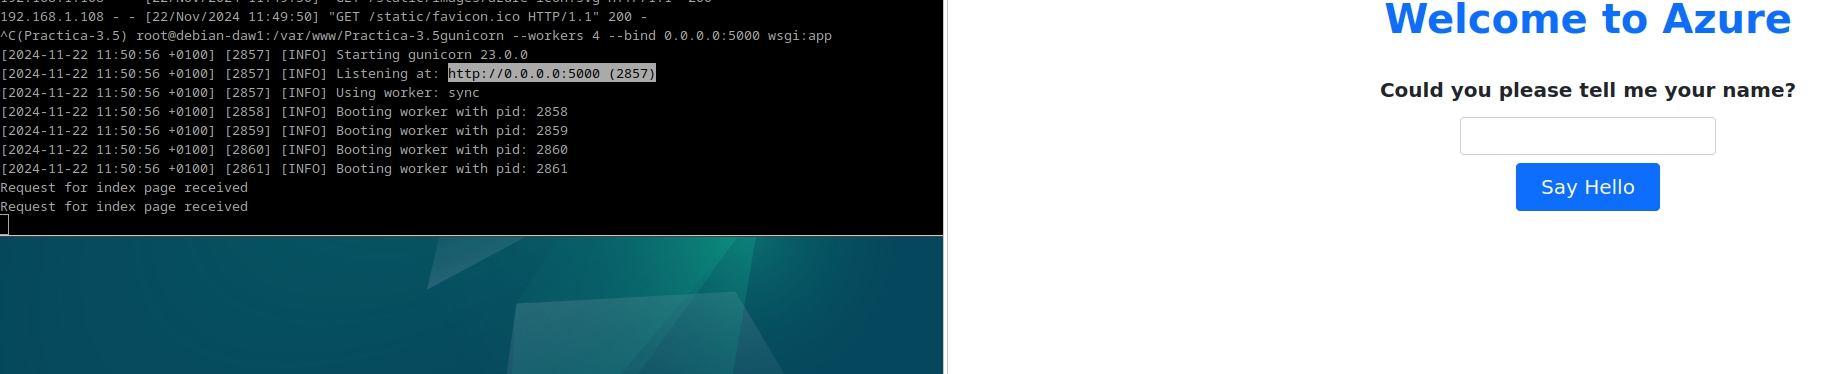 192.168.1.108 - - [22/Nov/2024 11:49:50] "GET /static/favicon.ico HTTP/1.1" 200 -
^C(Practica-3.5) root@debian-daw1:/var/www/Practica-3.5gunicorn --workers 4 --bind 0.0.0.0:5000 wsgi:app
[2024-11-22 11:50:56 +0100] [2857] [INFO] Starting gunicorn 23.0.0
[2024-11-22 11:50:56 +0100] [2857] [INFO] Listening at: http://0.0.0.0:5000 (2857)
[2024-11-22 11:50:56 +0100] [2857] [INFO] Using worker: sync
[2024-11-22 11:50:56 +0100] [2858] [INFO] Booting worker with pid: 2858
[2024-11-22 11:50:56 +0100] [2859] [INFO] Booting worker with pid: 2859
[2024-11-22 11:50:56 +0100] [2860] [INFO] Booting worker with pid: 2860
[2024-11-22 11:50:56 +0100] [2861] [INFO] Booting worker with pid: 2861
Request for index page received
Request for index page received
Welcome to Azure
Could you please tell me your name?
Say Hello